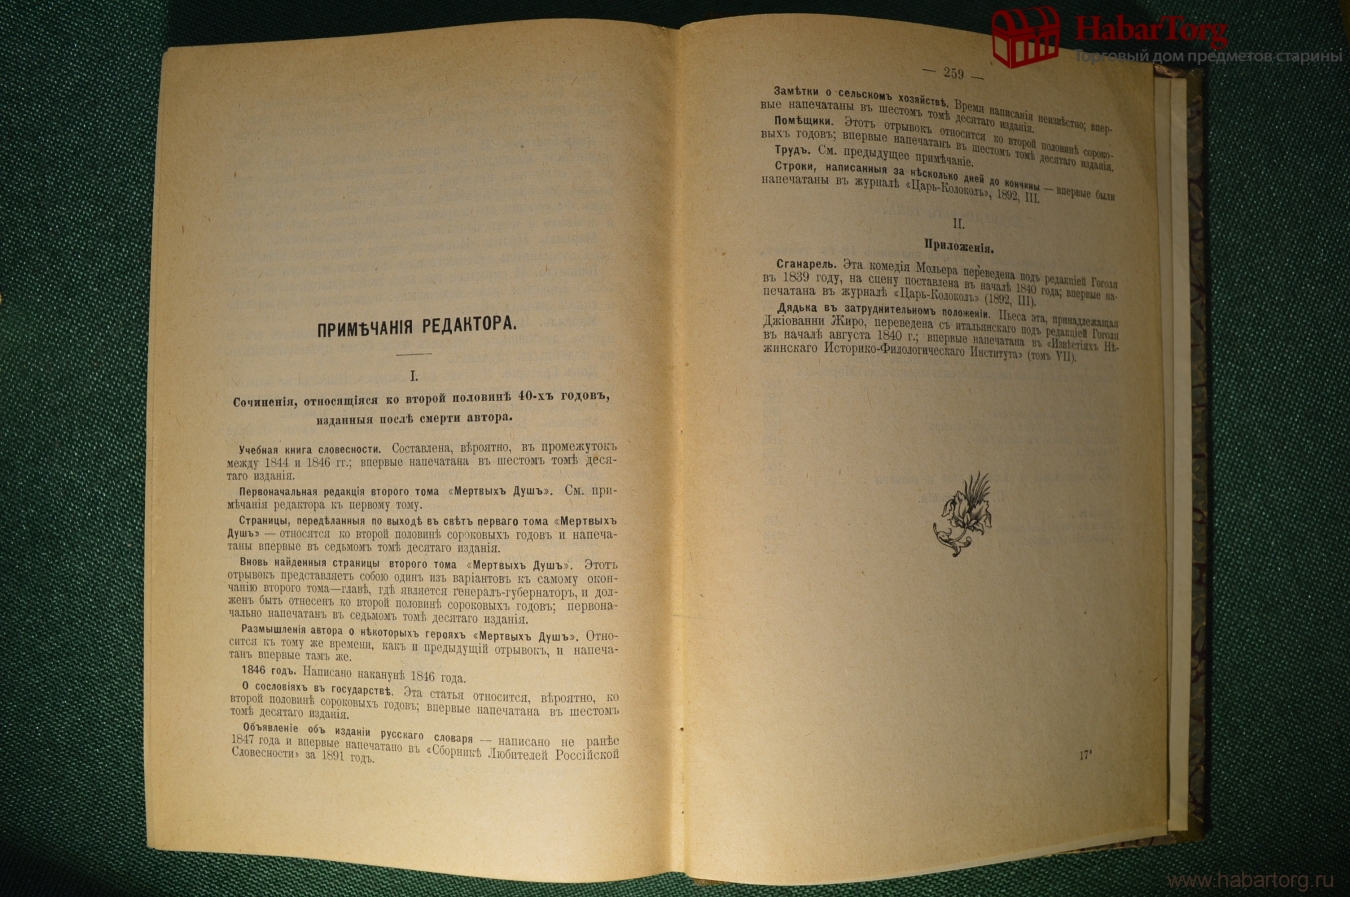 ПРИМѢЧАНІЯ РЕДАКТОРА.
I.
Сочиненія, относящіяся ко второй половинѣ 40-хъ годовъ,
изданныя послѣ смерти автора.
Учебная книга словесности. Составлена, вѣроятно, въ промежутокъ
между 1844 и 1846 гг.; впервые напечатана въ шестомъ томѣ деся-
таго изданія.
Первоначальная редакція второго тома «Мертвыхъ Душъ». См. при-
мѣчанія редактора къ первому тому.
Страницы, передѣланныя по выходѣ въ свѣтъ перваго тома «Мертвыхъ
Душъ» — относятся ко второй половинѣ сороковыхъ годовъ и напеча-
таны впервые въ седьмомъ томѣ десятаго изданія.
Вновь найденныя страницы второго тома «Мертвыхъ Душъ». Этотъ
отрывокъ представляетъ собою одинъ изъ варіантовъ къ самому окон-
чанію второго тома—главѣ, гдѣ является генералъ-губернаторъ, и дол-
женъ быть отнесенъ ко второй половинѣ сороковыхъ годовъ; первона-
чально напечатанъ въ седьмомъ томѣ десятаго изданія.
Размышленія автора о нѣкоторыхъ герояхъ «Мертвыхъ Душъ». Отно-
сится къ тому же времени, какъ и предыдущій отрывокъ, и напеча-
танъ впервые тамъ же.
1846 годъ. Написано наканунѣ 1846 года.
О сословіяхъ въ государствѣ. Эта статья относится, вѣроятно, ко
второй половинѣ сороковыхъ годовъ; впервые напечатана въ шестомъ
томѣ десятаго изданія.
Объявленіе объ изданіи русскаго словаря — написано не ранѣе
1847 года и впервые напечатано въ «Сборникѣ Любителей Россійской
Словесности» за 1891 годъ.
— 259 —
Замѣтки о сельскомъ хозяйствѣ. Время написанія неизвѣстно; впер-
вые напечатаны въ шестомъ томѣ десятаго изданія.
Помѣщики. Этотъ отрывокъ относится ко второй половинѣ сороко-
выхъ годовъ; впервые напечатанъ въ шестомъ томѣ десятаго изданія.
Трудъ. См. предыдущее примѣчаніе.
Строки, написанныя за нѣсколько дней до кончины — впервые были
напечатаны въ журналѣ «Царь-Колоколъ», 1892, III.
II.
Приложенія.
Сганарель. Эта комедія Мольера переведена подъ редакціей Гоголя
въ 1839 году, на сцену поставлена въ началѣ 1840 года; впервые на-
печатана въ журналѣ «Царь-Колоколъ» (1892, III).
Дядька въ затруднительномъ положеніи. Пьеса эта, принадлежащая
Джіованни Жиро, переведена съ итальянскаго подъ редакціей Гоголя
въ началѣ августа 1840 г.; впервые напечатана въ «Извѣстіяхъ Нѣ-
жинскаго Историко-Филологическаго Института» (томъ VII).
17*
HabarTorg
Торговый дом предметов старины
www.habartorg.ru